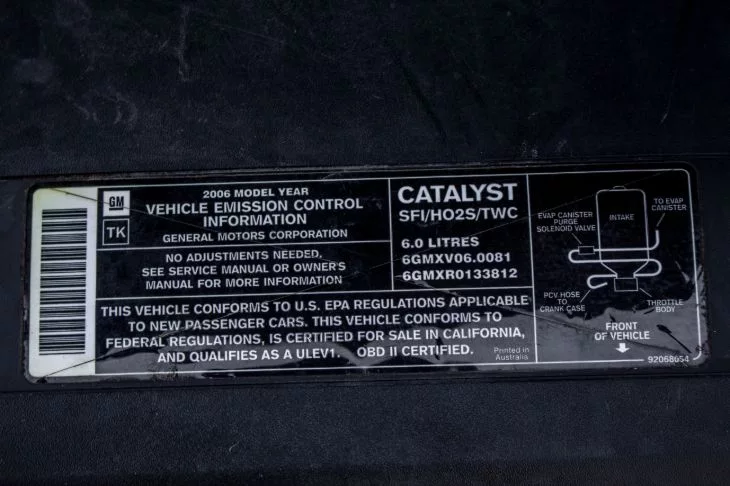 GM
TK
2006 MODEL YEAR
VEHICLE EMISSION CONTROL
INFORMATION
GENERAL MOTORS CORPORATION
NO ADJUSTMENTS NEEDED.
SEE SERVICE MANUAL OR OWNER'S
MANUAL FOR MORE INFORMATION
CATALYST
SFI/HO2S/TWC
6.0 LITRES
6GMXV06.0081
6GMXR0133812
THIS VEHICLE CONFORMS TO U.S. EPA REGULATIONS APPLICABLE
TO NEW PASSENGER CARS. THIS VEHICLE CONFORMS TO
FEDERAL REGULATIONS, IS CERTIFIED FOR SALE IN CALIFORNIA,
AND QUALIFIES AS A ULEV1. OBD II CERTIFIED.
Printed in
Australia
EVAP CANISTER
PURGE
SOLENOID VALVE
INTAKE
TO EVAP
CANISTER
PCV HOSE TO
CRANK CASE
THROTTLE
BODY
FRONT
OF VEHICLE
92068654